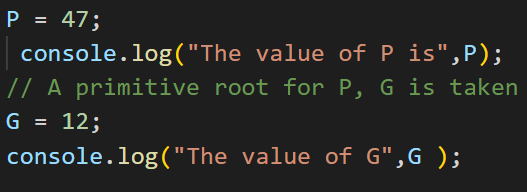 P = 47;
console.log("The value of P is",P);
// A primitive root for P, G is taken
G = 12;
console.log("The value of G",G );